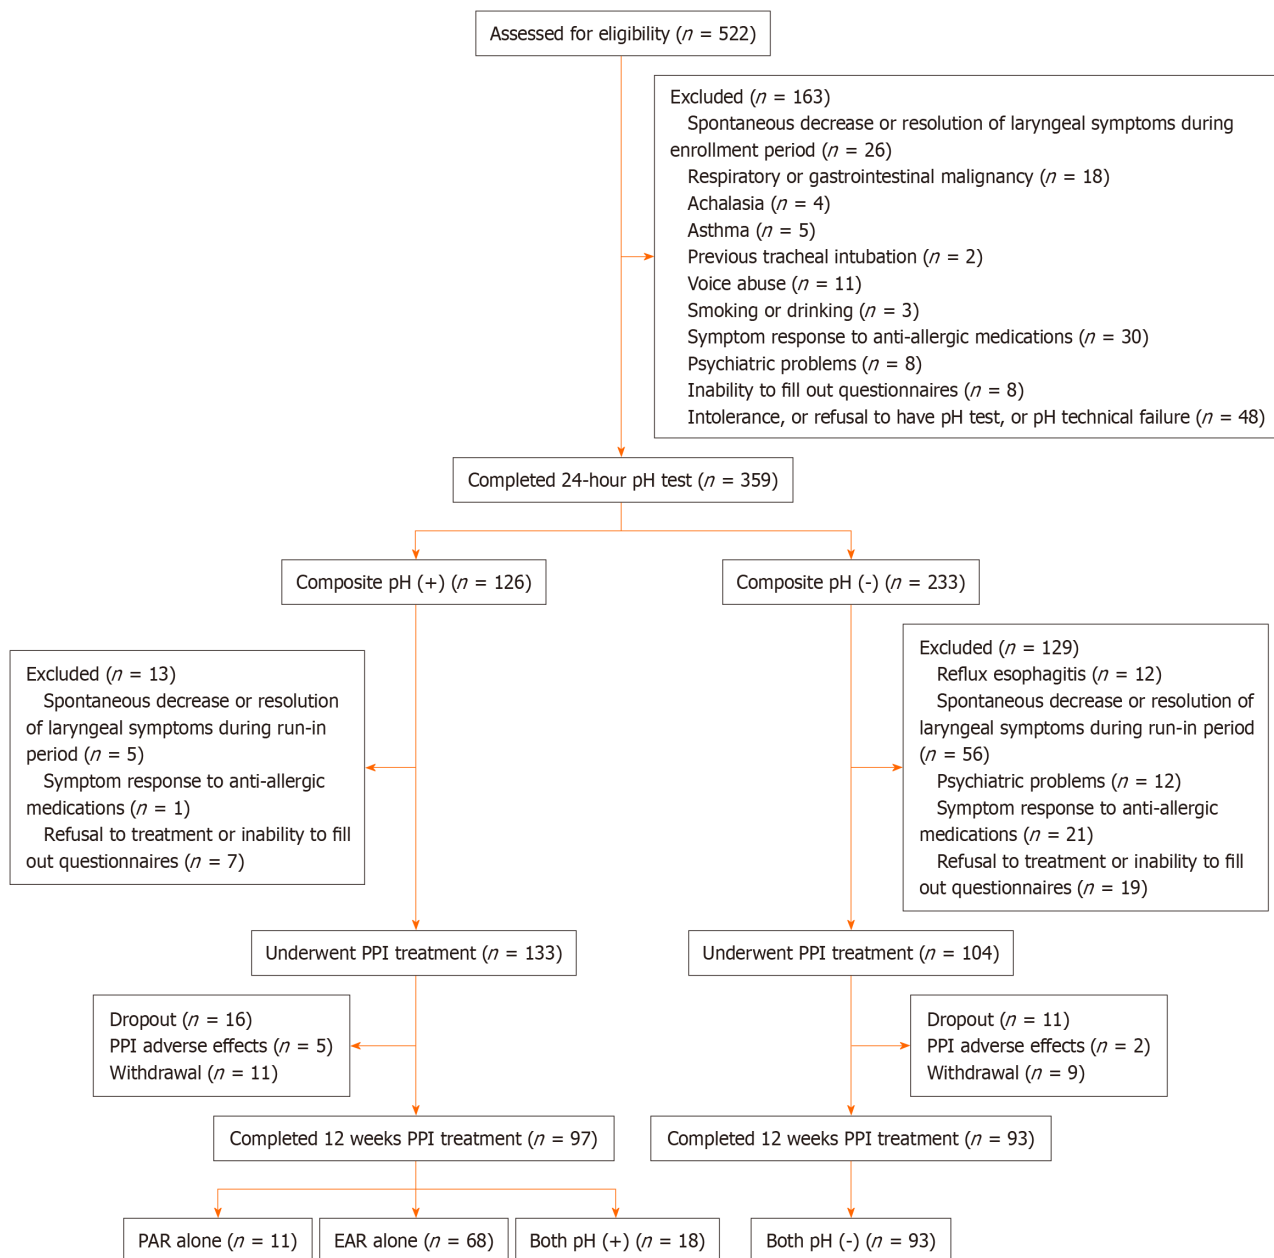 Assessed for eligibility (n = 522)
Excluded (n = 163)
Spontaneous decrease or resolution of laryngeal symptoms during
enrollment period (n = 26)
Respiratory or gastrointestinal malignancy (n = 18)
Achalasia (n = 4)
Asthma (n = 5)
Previous tracheal intubation (n = 2)
Voice abuse (n = 11)
Smoking or drinking (n = 3)
Symptom response to anti-allergic medications (n = 30)
Psychiatric problems (n = 8)
Inability to fill out questionnaires (n = 8)
Intolerance, or refusal to have pH test, or pH technical failure (n = 48)
Completed 24-hour pH test (n = 359)
Composite pH (+) (n = 126)
Composite pH (-) (n = 233)
Excluded (n = 13)
Spontaneous decrease or resolution
of laryngeal symptoms during run-in
period (n = 5)
Symptom response to anti-allergic
medications (n = 1)
Refusal to treatment or inability to fill
out questionnaires (n = 7)
Excluded (n = 129)
Reflux esophagitis (n = 12)
Spontaneous decrease or resolution of
laryngeal symptoms during run-in period
(n = 56)
Psychiatric problems (n = 12)
Symptom response to anti-allergic
medications (n = 21)
Refusal to treatment or inability to fill
out questionnaires (n = 19)
Underwent PPI treatment (n = 133)
Underwent PPI treatment (n = 104)
Dropout (n = 16)
PPI adverse effects (n = 5)
Withdrawal (n = 11)
Dropout (n = 11)
PPI adverse effects (n = 2)
Withdrawal (n = 9)
Completed 12 weeks PPI treatment (n = 97)
Completed 12 weeks PPI treatment (n = 93)
PAR alone (n = 11)
EAR alone (n = 68)
Both pH (+) (n = 18)
Both pH (-) (n = 93)